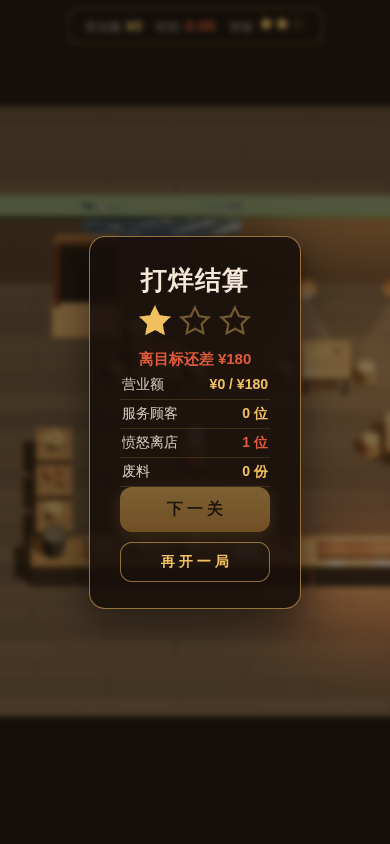 打烊结算
离目标还差 ¥180
营业额 ¥0 / ¥180
服务顾客 0 位
愤怒离店 1 位
废料 0 份
下一关
再开一局